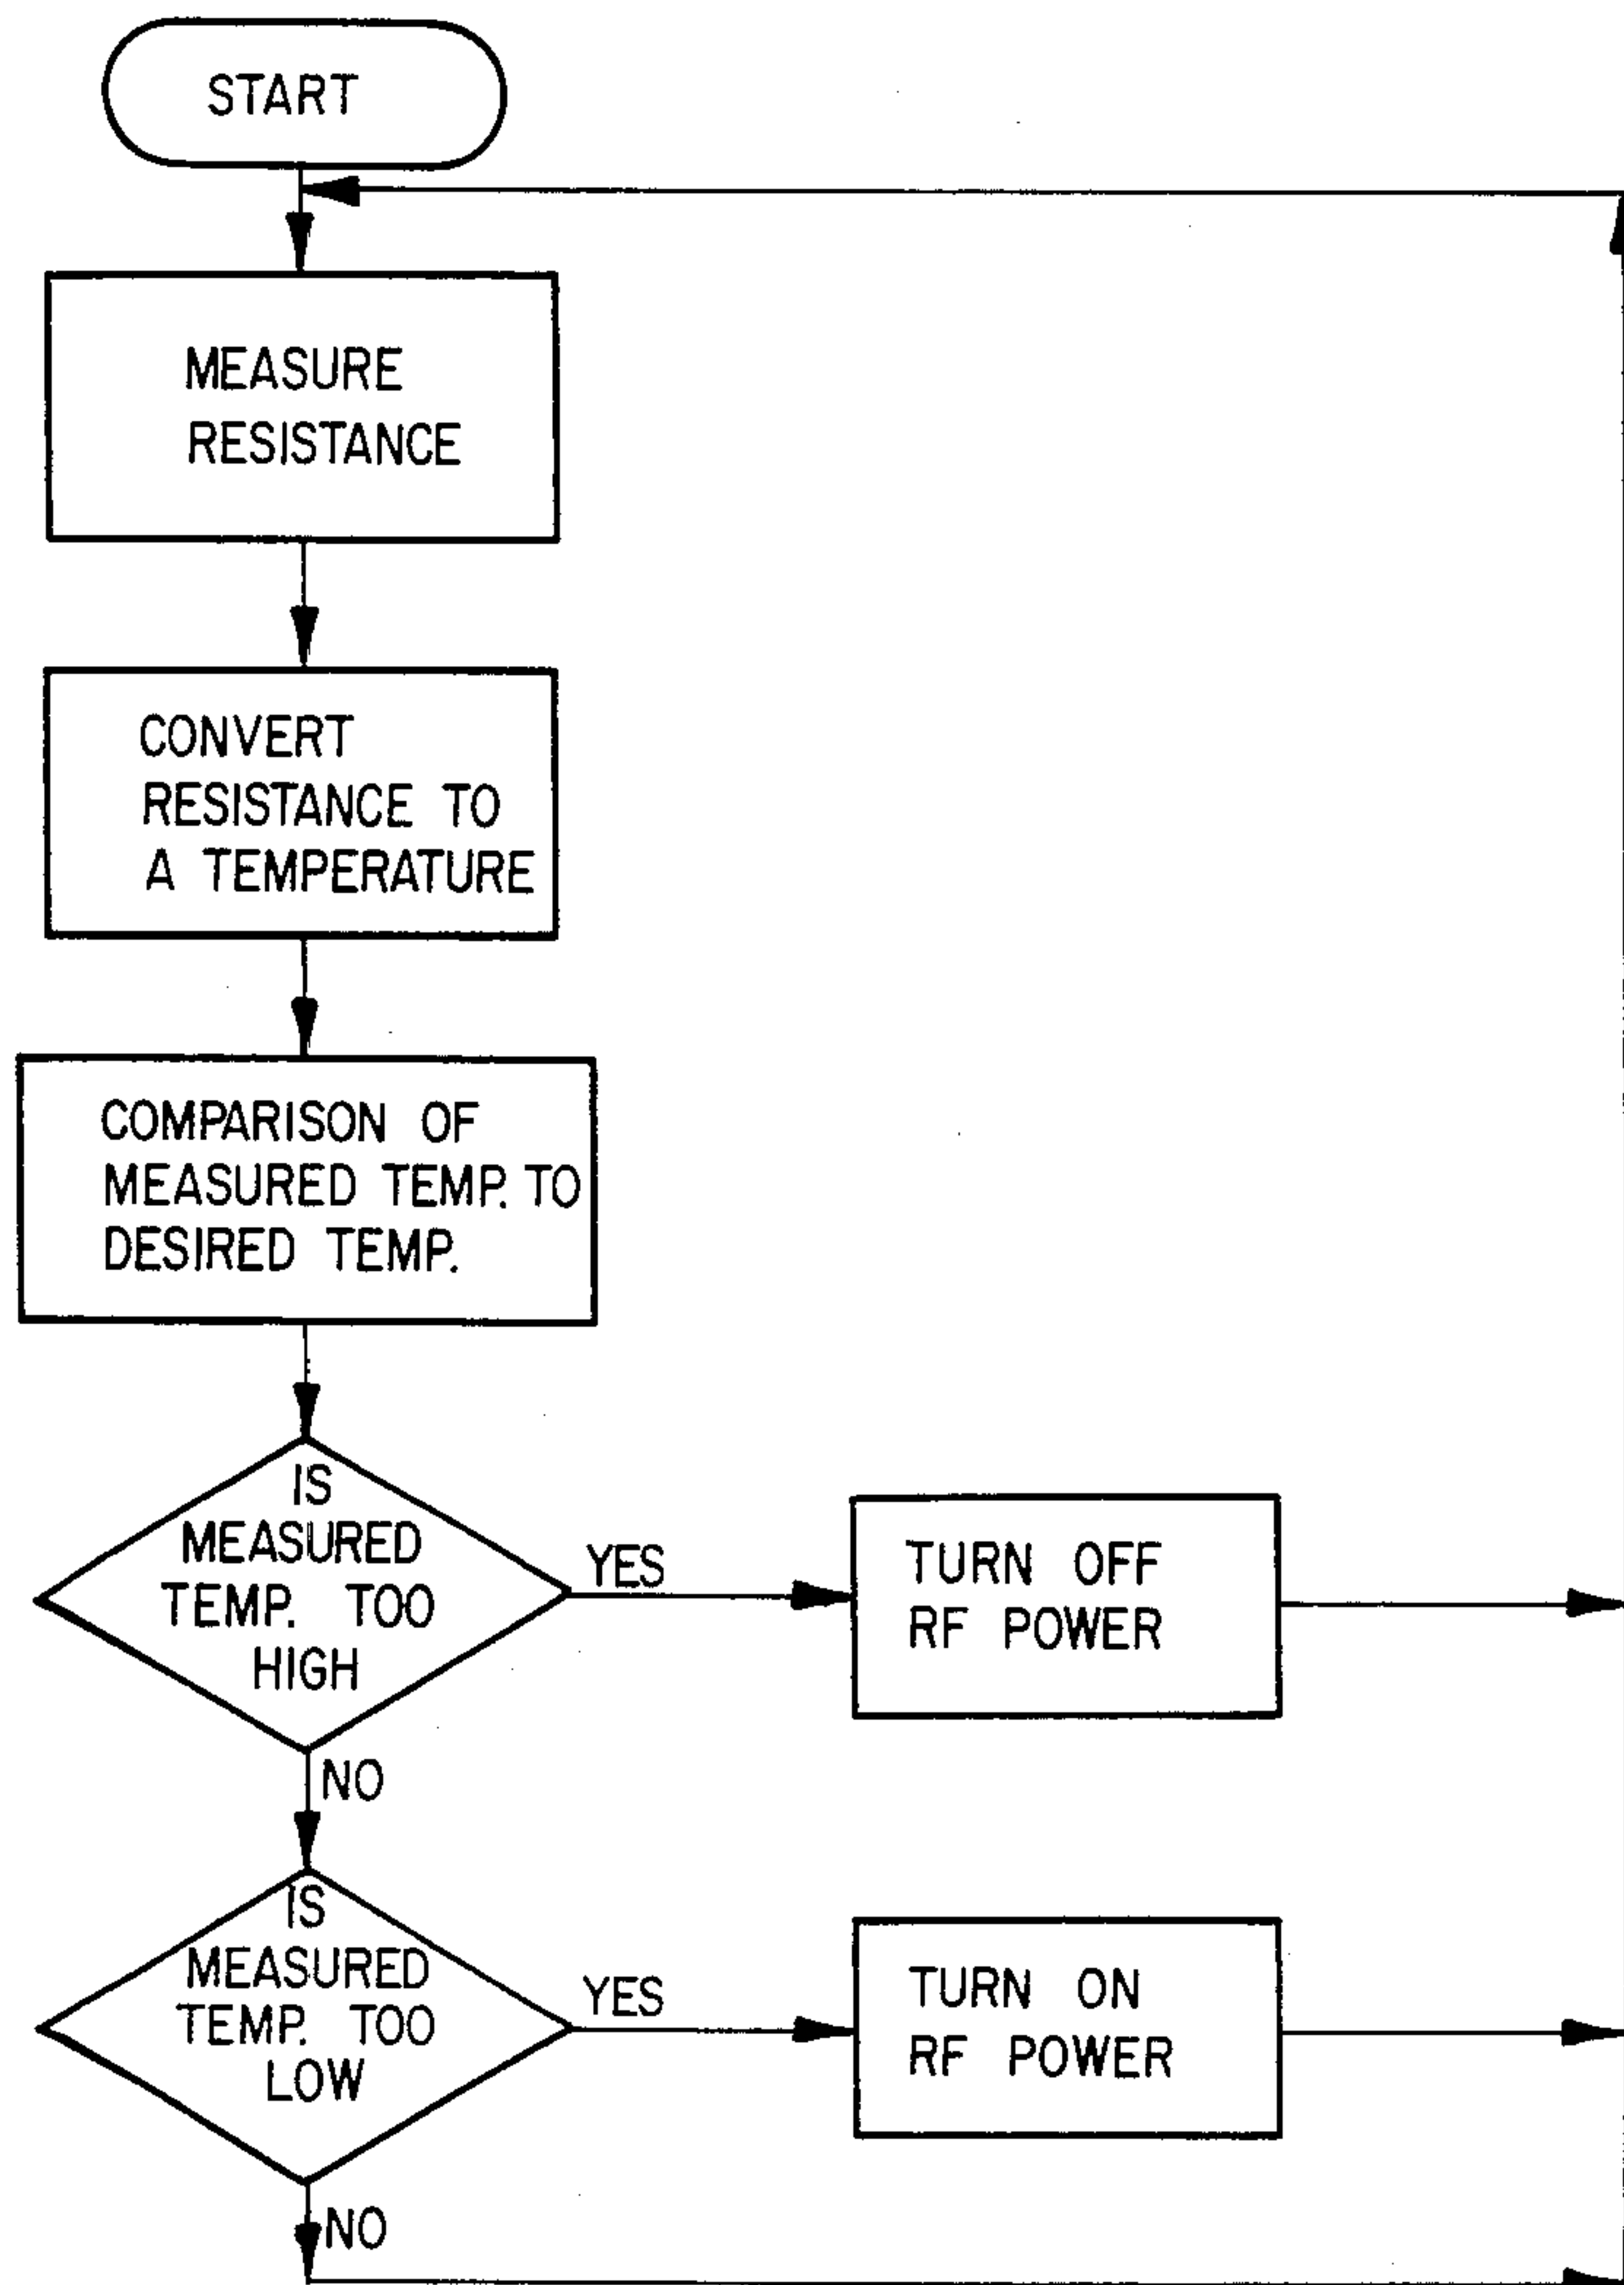 START
MEASURE
RESISTANCE
CONVERT
RESISTANCE TO
A TEMPERATURE
COMPARISON OF
MEASURED TEMP. TO
DESIRED TEMP.
IS
MEASURED
TEMP. TOO
HIGH
YES
TURN OFF
RF POWER
NO
IS
MEASURED
TEMP. TOO
LOW
YES
TURN ON
RF POWER
NO